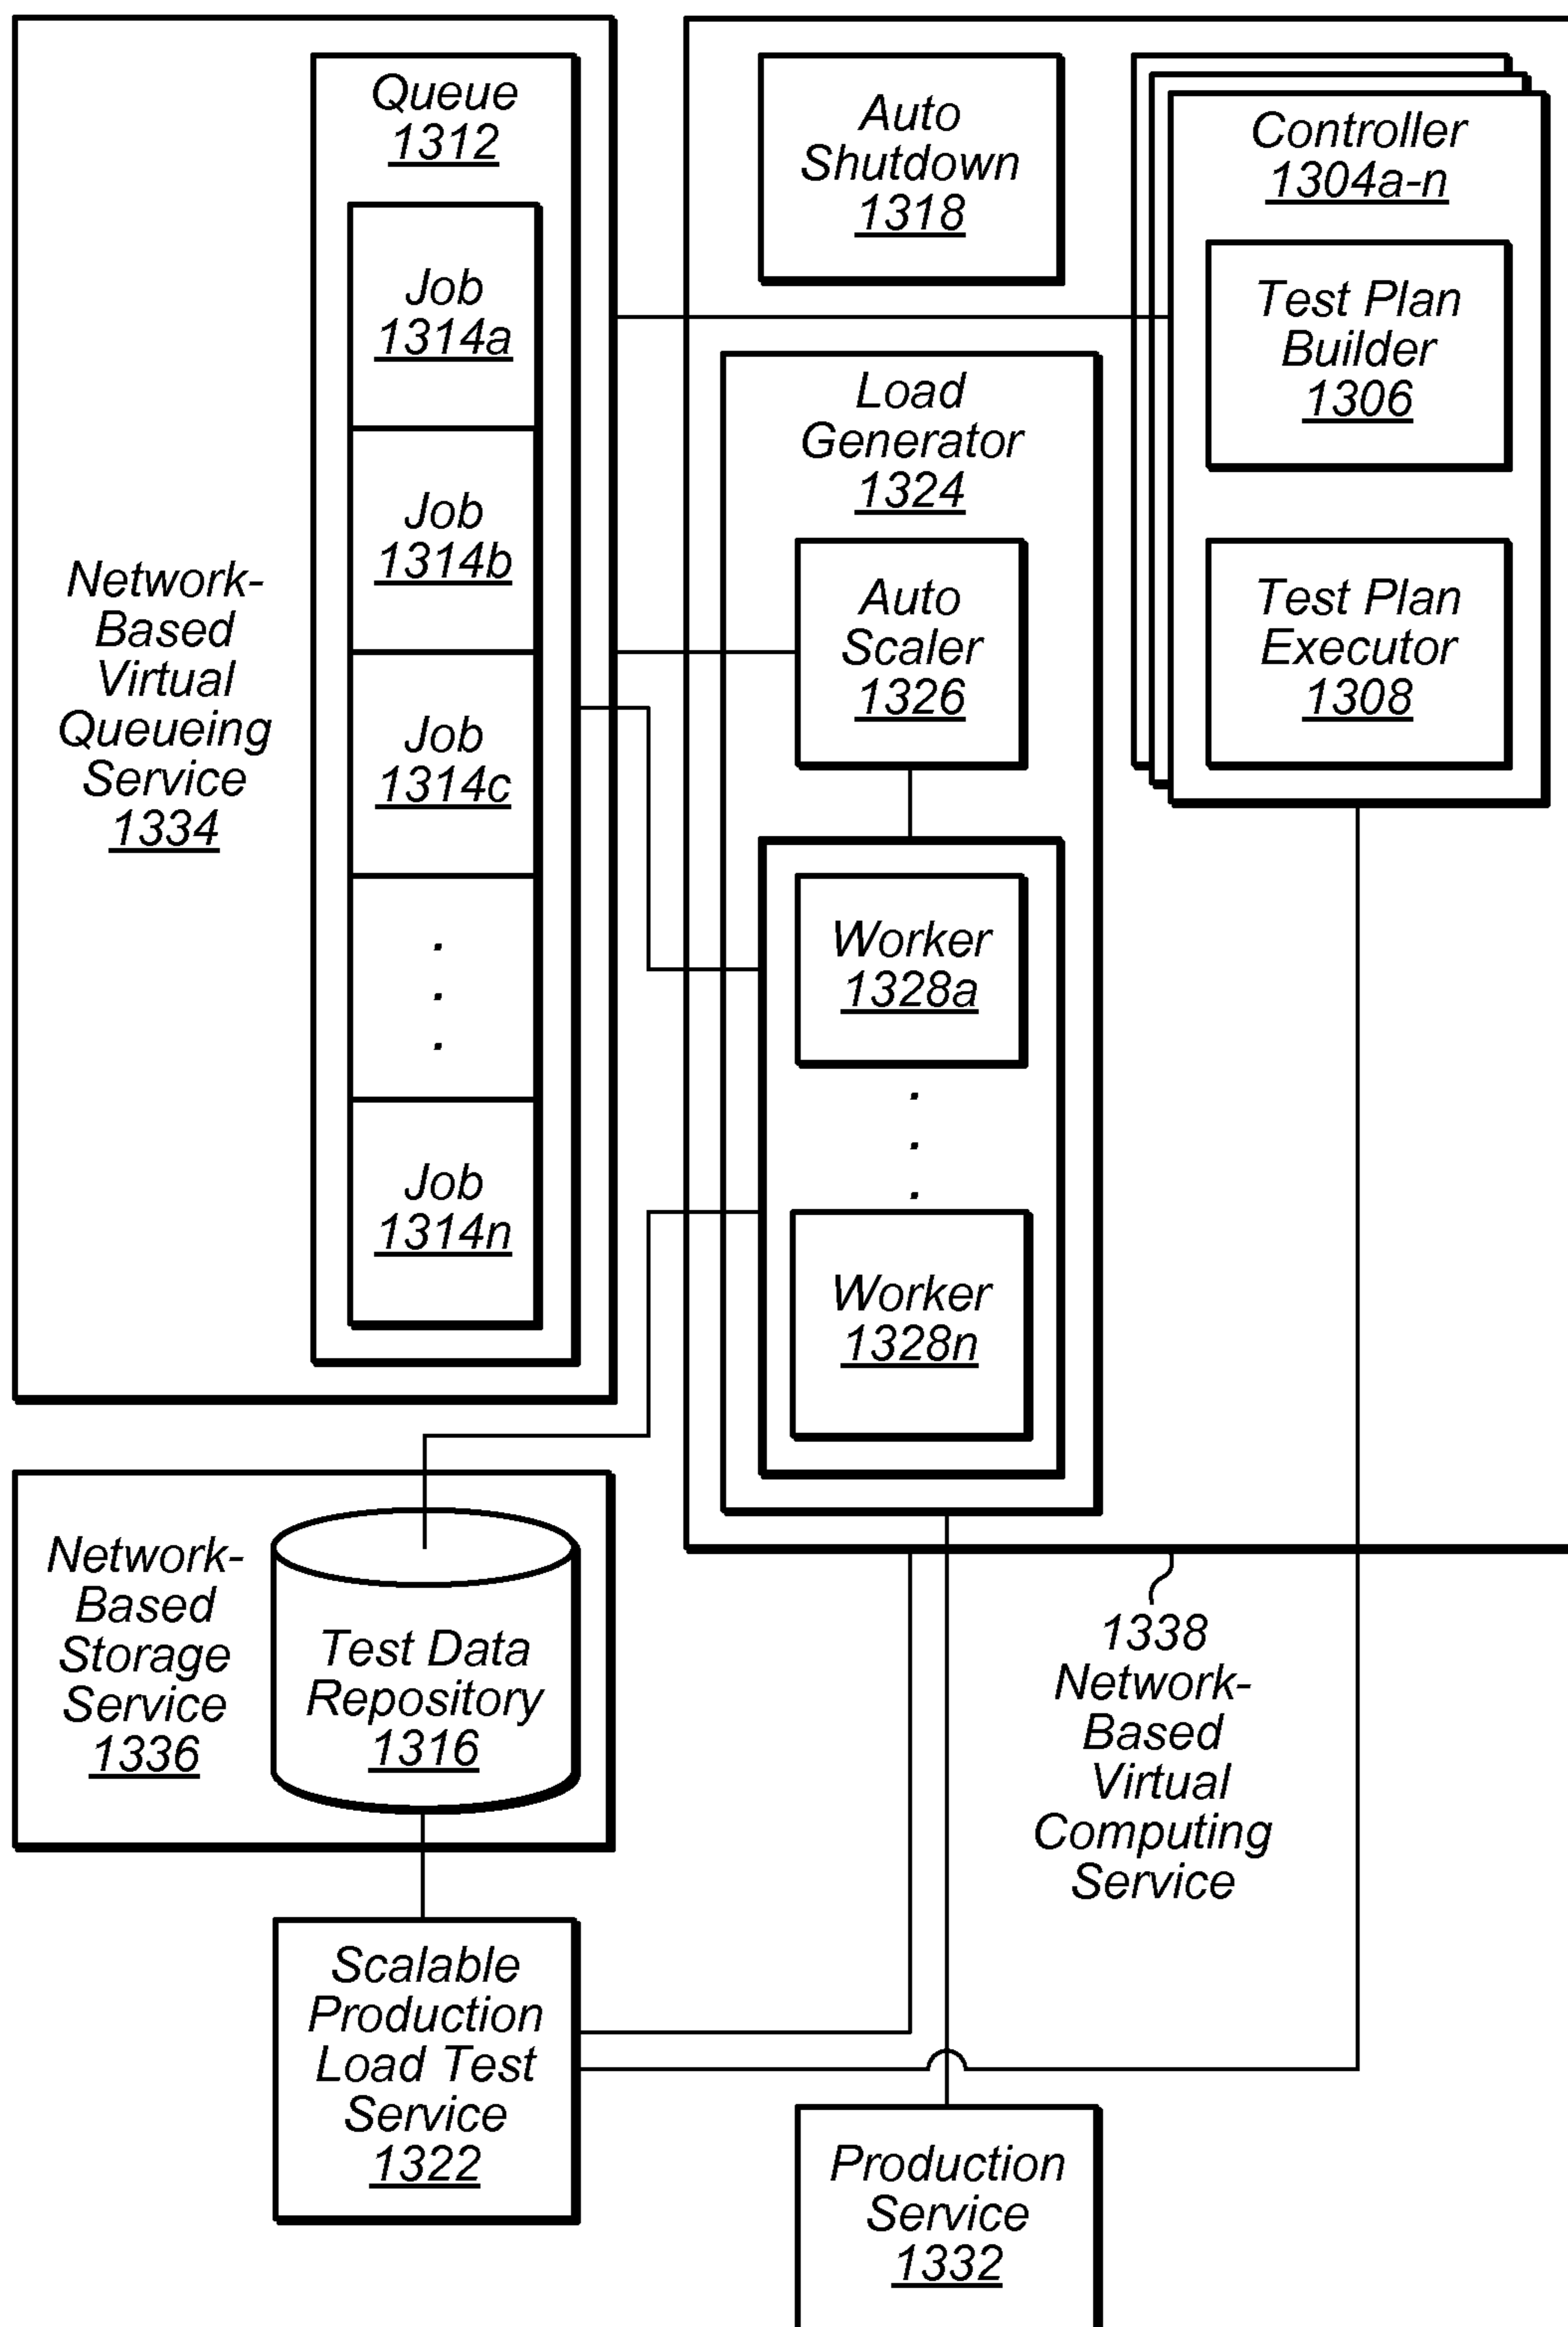 Queue
1312
Job
1314a
Job
1314b
Job
1314c
.
.
.
Job
1314n
Network-
Based
Virtual
Queueing
Service
1334
Auto
Shutdown
1318
Controller
1304a-n
Test Plan
Builder
1306
Test Plan
Executor
1308
Load
Generator
1324
Auto
Scaler
1326
Worker
1328a
.
.
.
Worker
1328n
Network-
Based
Storage
Service
1336
Test Data
Repository
1316
1338
Network-
Based
Virtual
Computing
Service
Scalable
Production
Load Test
Service
1322
Production
Service
1332